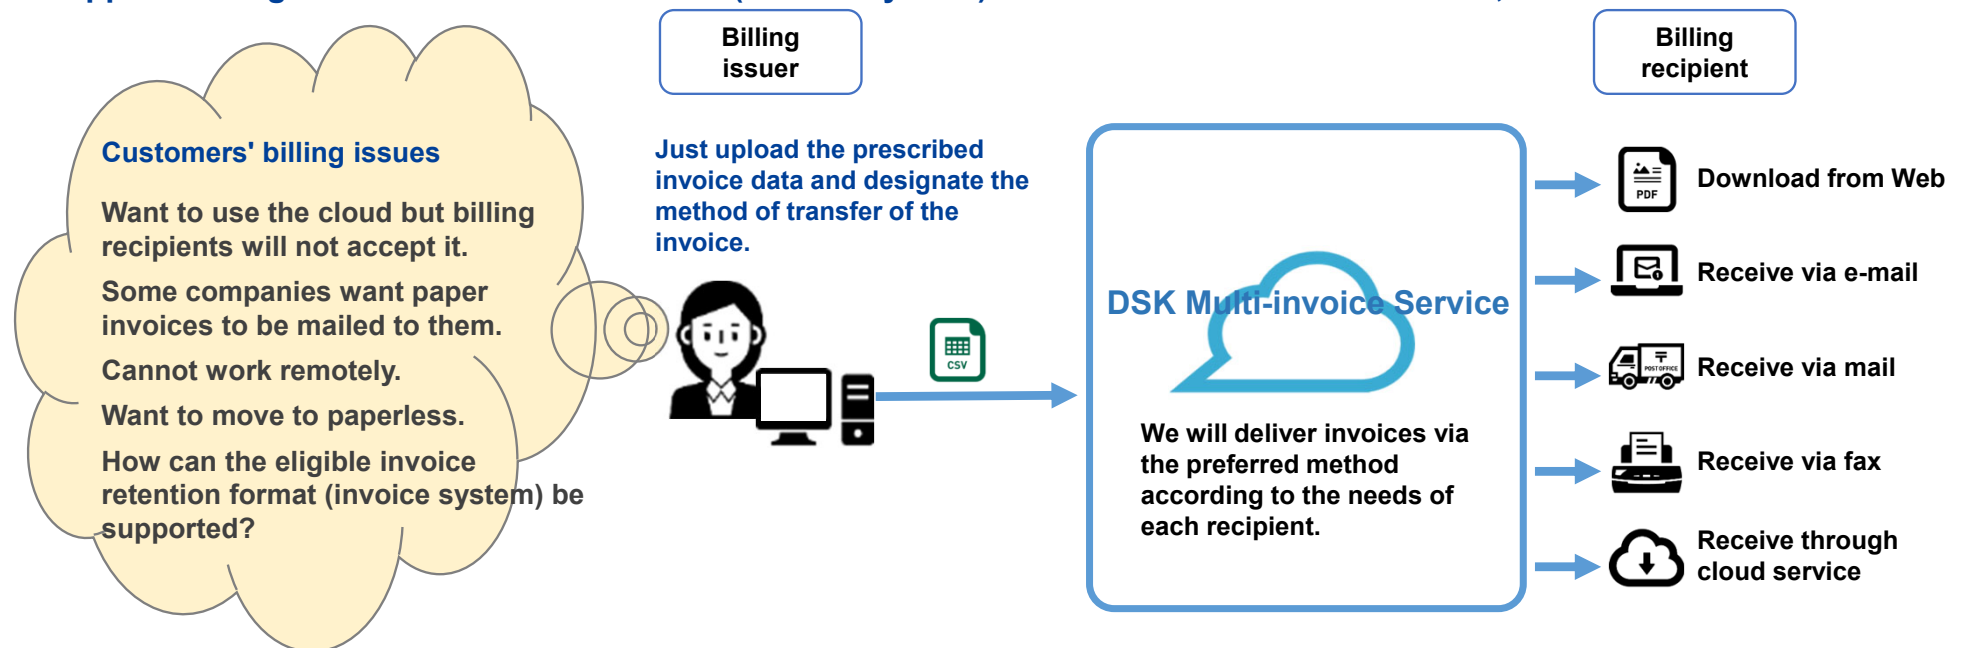 Billing
issuer
Billing
recipient
Customers' billing issues
Want to use the cloud but billing
recipients will not accept it.
Some companies want paper
invoices to be mailed to them.
Cannot work remotely.
Want to move to paperless.
How can the eligible invoice
retention format (invoice system) be
supported?
Just upload the prescribed
invoice data and designate the
method of transfer of the
invoice.
CSV
DSK Multi-invoice Service
We will deliver invoices via
the preferred method
according to the needs of
each recipient.
PDF
Download from Web
Receive via e-mail
〒
POST OFFICE
Receive via mail
Receive via fax
Receive through
cloud service